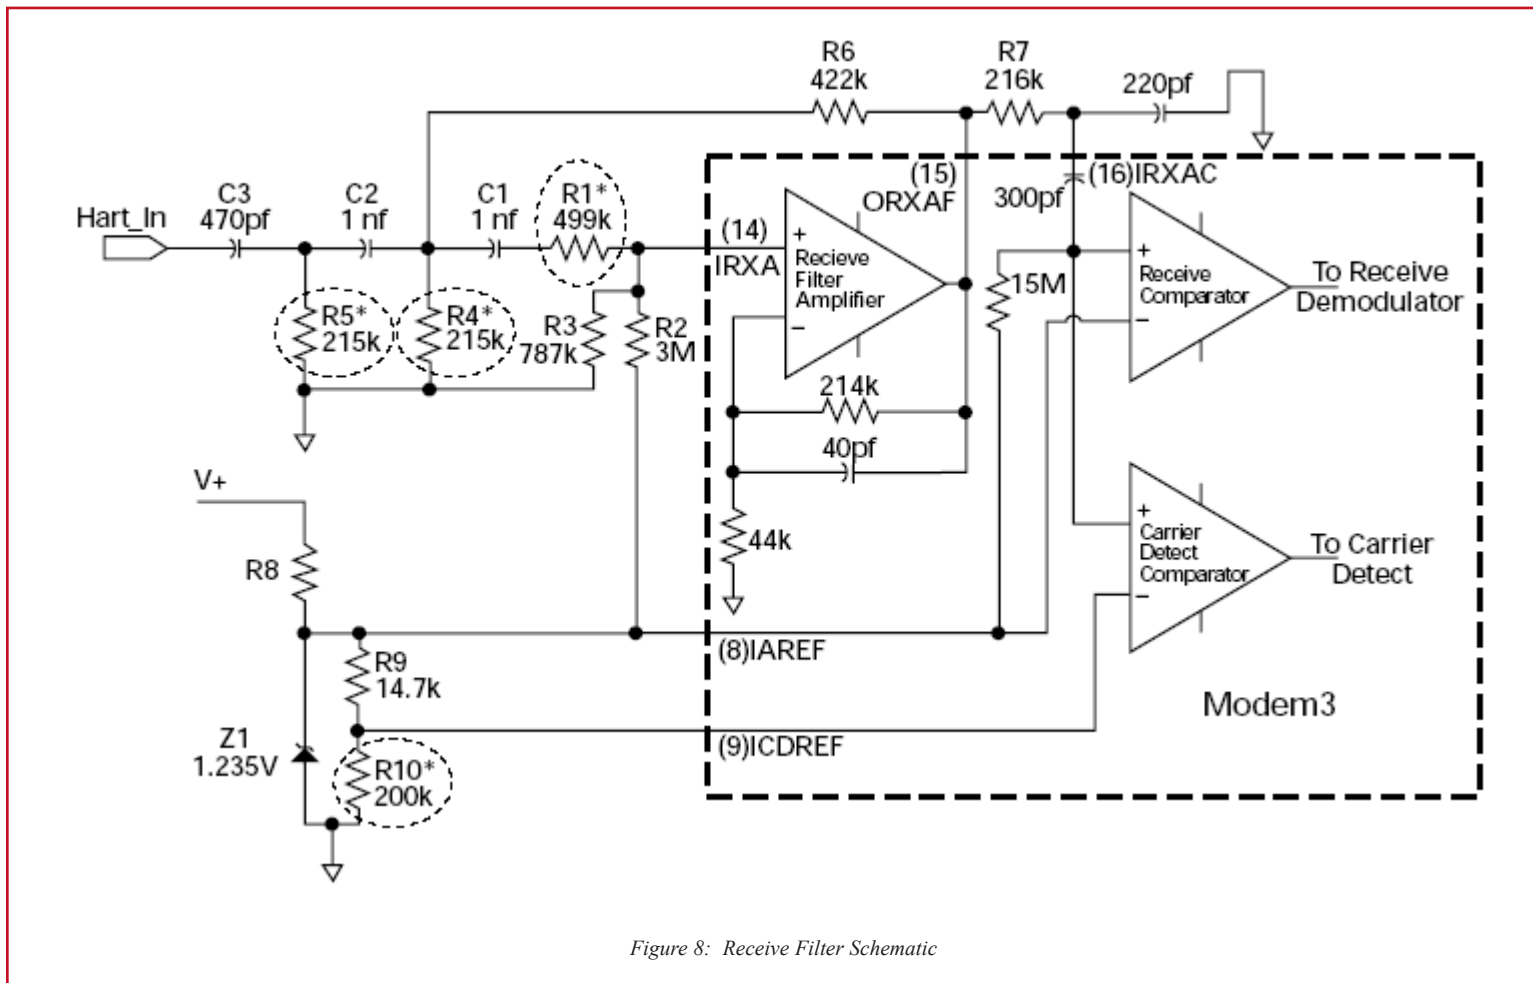 R6
422k
R7
216k
220pf
Hart_In
C3
470pf
C2
1 nf
C1
1 nf
R1*
499k
(14)
IRXA
(15)
ORXAF
(16)IRXAC
300pf
+
Recieve
Filter
Amplifier
−
+
Receive
Comparator
−
To Receive
Demodulator
15M
R5*
215k
R4*
215k
R3
787k
R2
3M
214k
40pf
44k
V+
R8
+
Carrier
Detect
Comparator
−
To Carrier
Detect
(8)IAREF
R9
14.7k
Modem3
(9)ICDREF
Z1
1.235V
R10*
200k
Figure 8: Receive Filter Schematic